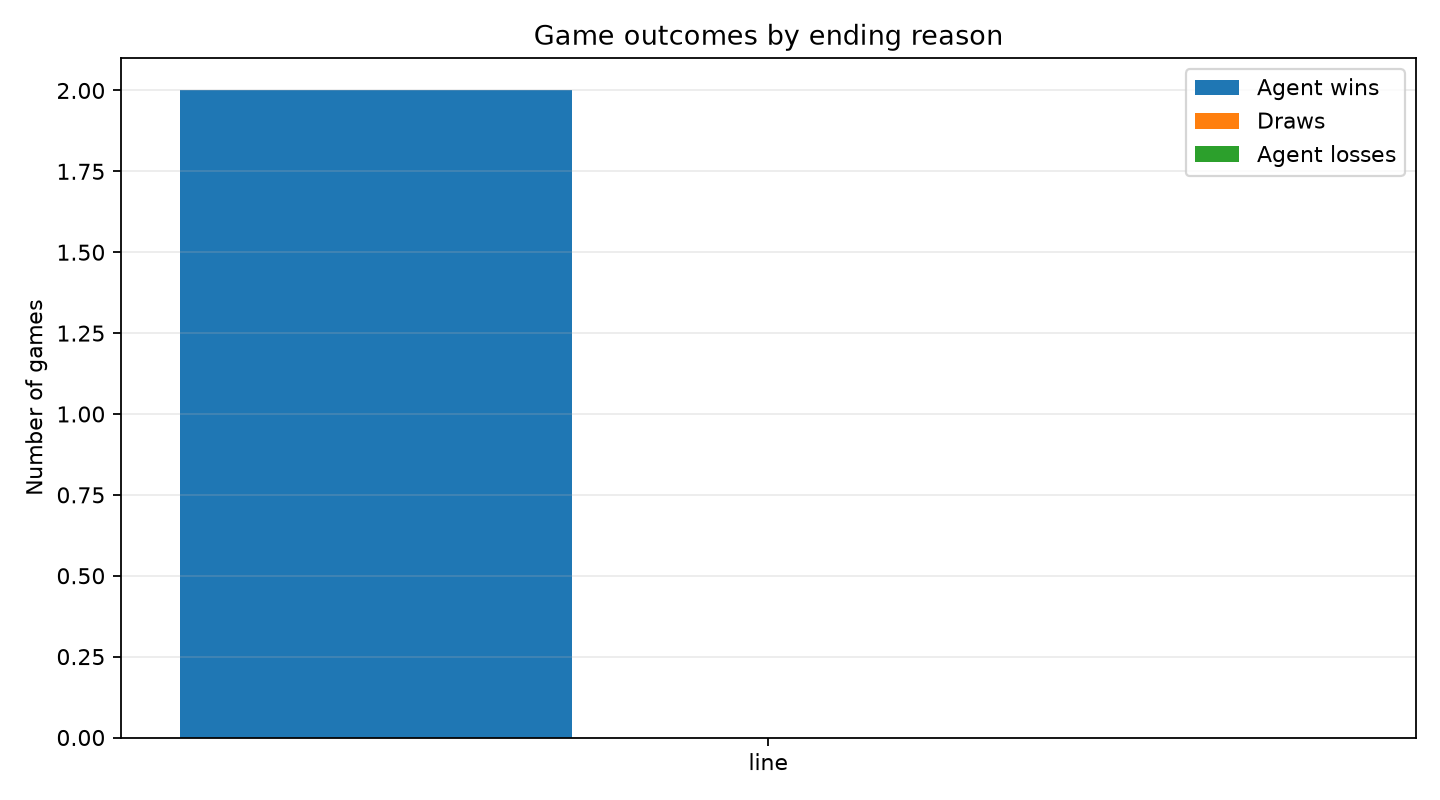 Game outcomes by ending reason
Agent wins
Draws
Agent losses
Number of games
2.00
1.75
1.50
1.25
1.00
0.75
0.50
0.25
0.00
line